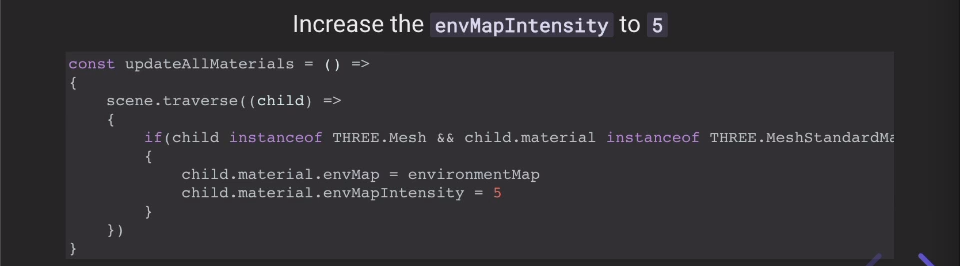 Increase the envMapIntensity to 5
const updateAllMaterials = () =>
{
    scene.traverse((child) =>
    {
        if(child instanceof THREE.Mesh && child.material instanceof THREE.MeshStandardMa
        {
            child.material.envMap = environmentMap
            child.material.envMapIntensity = 5
        }
    })
}